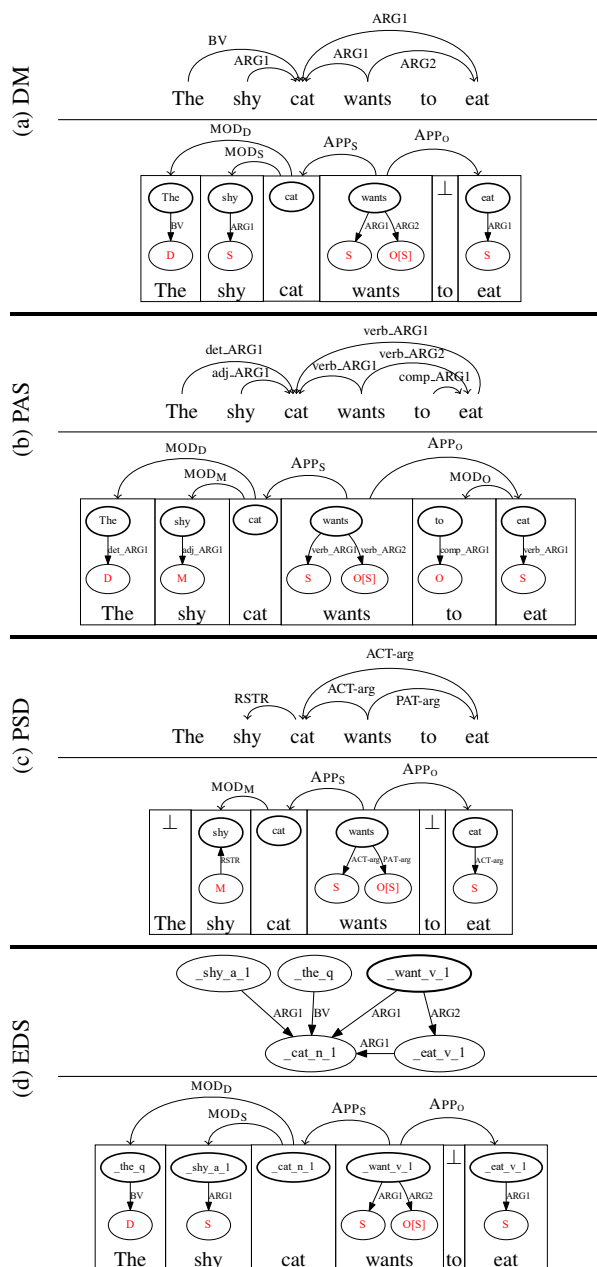 (a) DM
ARG1
BV
ARG1 ARG1 ARG2
The shy cat wants to eat
MOD_D
MOD_S APP_S APP_O
The shy cat wants ⊥ eat
BV ARG1 ARG1 ARG2 ARG1
D S S O[S] S
The shy cat wants to eat
(b) PAS
verb_ARG1
det_ARG1 verb_ARG2
adj_ARG1 verb_ARG1 comp_ARG1
The shy cat wants to eat
MOD_D APP_O
MOD_M APP_S MOD_O
The shy cat wants to eat
det_ARG1 adj_ARG1 verb_ARG1 verb_ARG2 comp_ARG1 verb_ARG1
D M S O[S] O S
The shy cat wants to eat
(c) PSD
ACT-arg
RSTR ACT-arg PAT-arg
The shy cat wants to eat
MOD_M APP_S APP_O
⊥ shy cat wants ⊥ eat
RSTR ACT-arg PAT-arg ACT-arg
M S O[S] S
The shy cat wants to eat
(d) EDS
_shy_a_1 _the_q _want_v_1
ARG1 BV ARG1 ARG2
_cat_n_1 ARG1 _eat_v_1
MOD_D
MOD_S APP_S APP_O
_the_q _shy_a_1 _cat_n_1 _want_v_1 ⊥ _eat_v_1
BV ARG1 ARG1 ARG2 ARG1
D S S O[S] S
The shy cat wants to eat